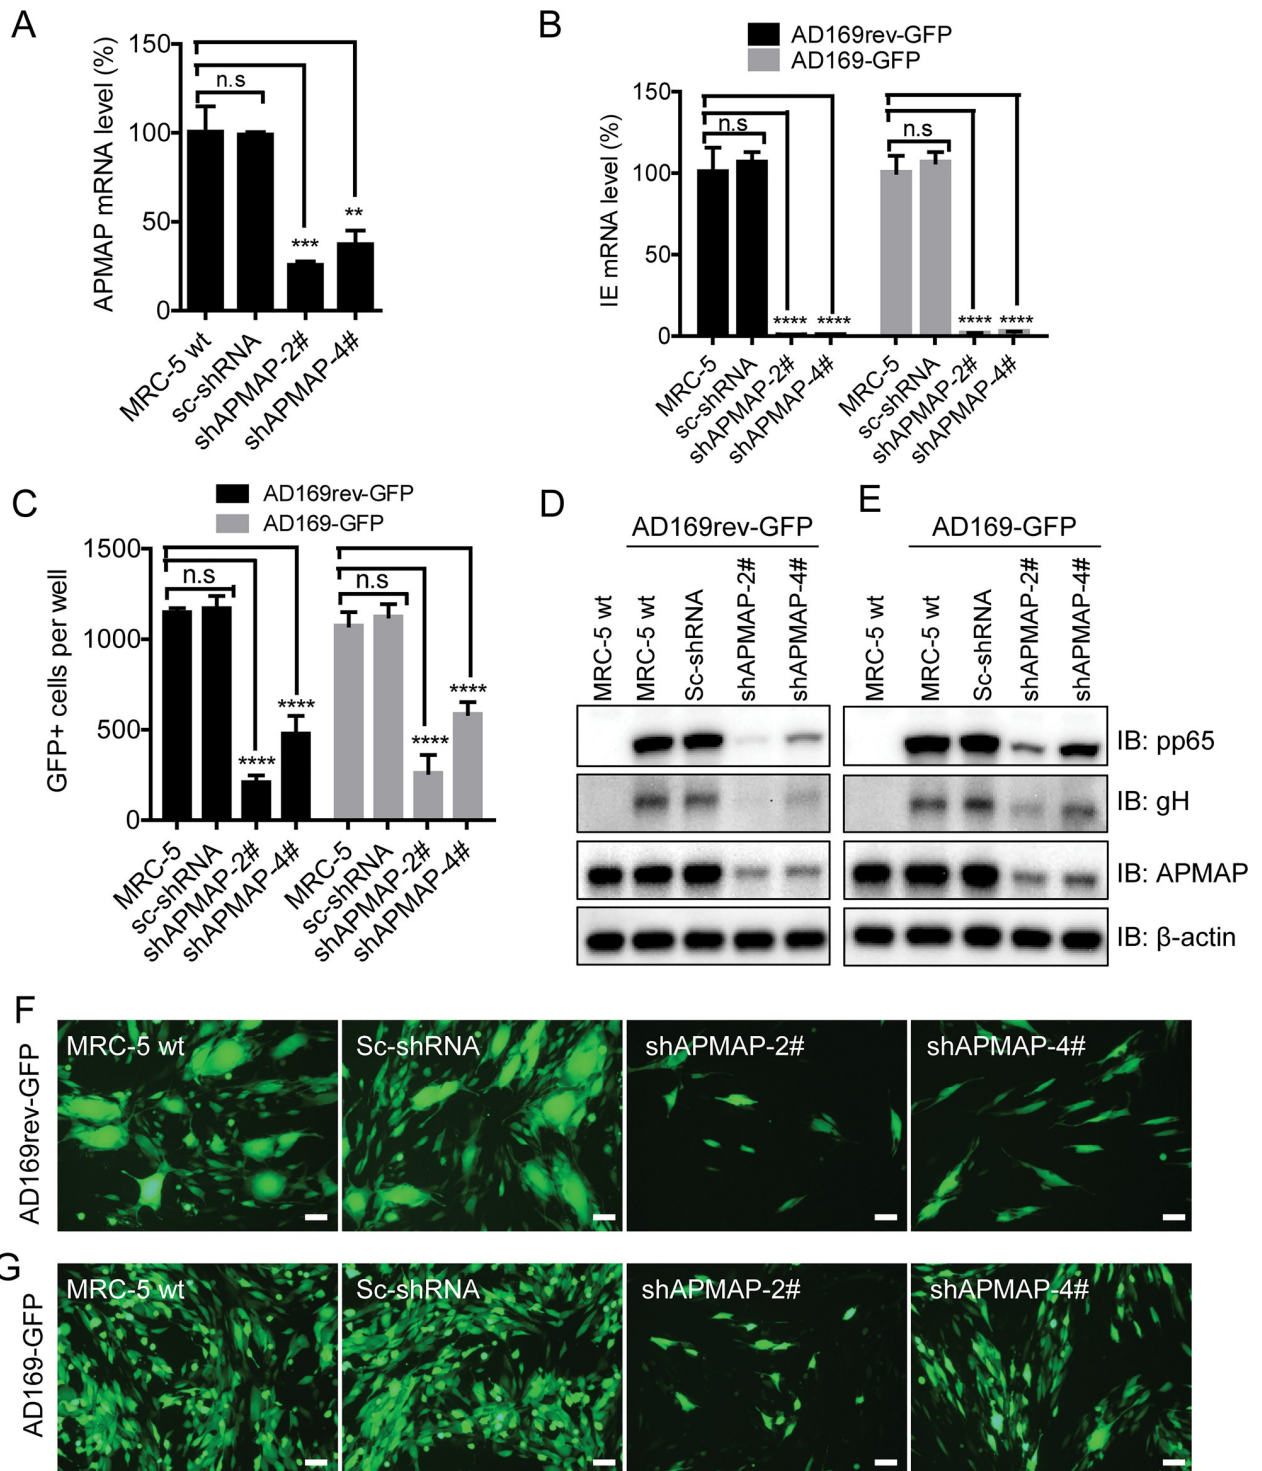 A
APMAP mRNA level (%)
150
100
50
0
n.s
***
**
MRC-5 wt
sc-shRNA
shAPMAP-2#
shAPMAP-4#
B
AD169rev-GFP
AD169-GFP
IE mRNA level (%)
150
100
50
0
n.s
n.s
**** ****
**** ****
MRC-5
sc-shRNA
shAPMAP-2#
shAPMAP-4#
MRC-5
sc-shRNA
shAPMAP-2#
shAPMAP-4#
C
AD169rev-GFP
AD169-GFP
GFP+ cells per well
1500
1000
500
0
n.s
n.s
****
****
****
****
MRC-5
sc-shRNA
shAPMAP-2#
shAPMAP-4#
MRC-5
sc-shRNA
shAPMAP-2#
shAPMAP-4#
D
AD169rev-GFP
MRC-5 wt
MRC-5 wt
Sc-shRNA
shAPMAP-2#
shAPMAP-4#
E
AD169-GFP
MRC-5 wt
MRC-5 wt
Sc-shRNA
shAPMAP-2#
shAPMAP-4#
IB: pp65
IB: gH
IB: APMAP
IB: β-actin
F
AD169rev-GFP
MRC-5 wt
Sc-shRNA
shAPMAP-2#
shAPMAP-4#
G
AD169-GFP
MRC-5 wt
Sc-shRNA
shAPMAP-2#
shAPMAP-4#